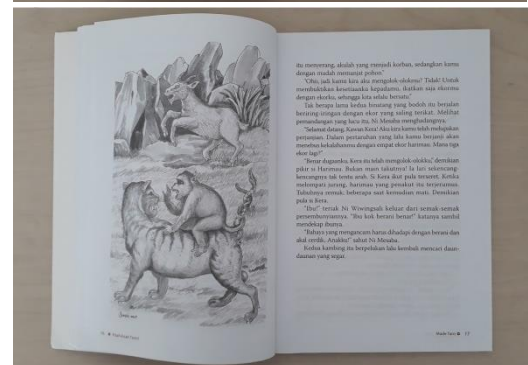 itu menyerang, akulah yang menjadi korban, sedangkan kamu
dengan mudah memanjat pohon."
"Oho, jadi kamu kira aku mengolok-olokmu? Tidak! Untuk
membuktikan kesetiaanku kepadamu, ikatkan saja ekormu
dengan ekorku, sehingga kita selalu bersatu."
Tak berapa lama kedua binatang yang bodoh itu berjalan
beriring-iringan dengan ekor yang saling terikat. Melihat
pemandangan yang lucu itu, Ni Mesaba menghadangnya;
"Selamat datang, Kawan Kera! Aku kira kamu telah melupakan
perjanjian. Dalam pertaruhan yang lalu kamu berjanji akan
menebus kekalahanmu dengan empat ekor harimau. Mana tiga
ekor lagi?"
"Benar dugaanku. Kera itu telah mengolok-olokku," demikian
pikir si Harimau. Bukan main takutnya! Ia lari sekencang-
kencangnya tak tentu arah. Si Kera ikut pula terseret. Ketika
melompati jurang, harimau yang penakut itu terjerumus.
Tubuhnya remuk, beberapa saat kemudian mati. Demikian
pula si Kera.
"Ibu!" teriak Ni Wiwingsah keluar dari semak-semak
persembunyiannya. "Ibu kok berani benar!" katanya sambil
mendekap ibunya.
"Bahaya yang mengancam harus dihadapi dengan berani dan
akal cerdik, Anakku!" sahut Ni Mesaba.
Kedua kambing itu berpelukan lalu kembali mencari daun-
daunan yang segar.
17